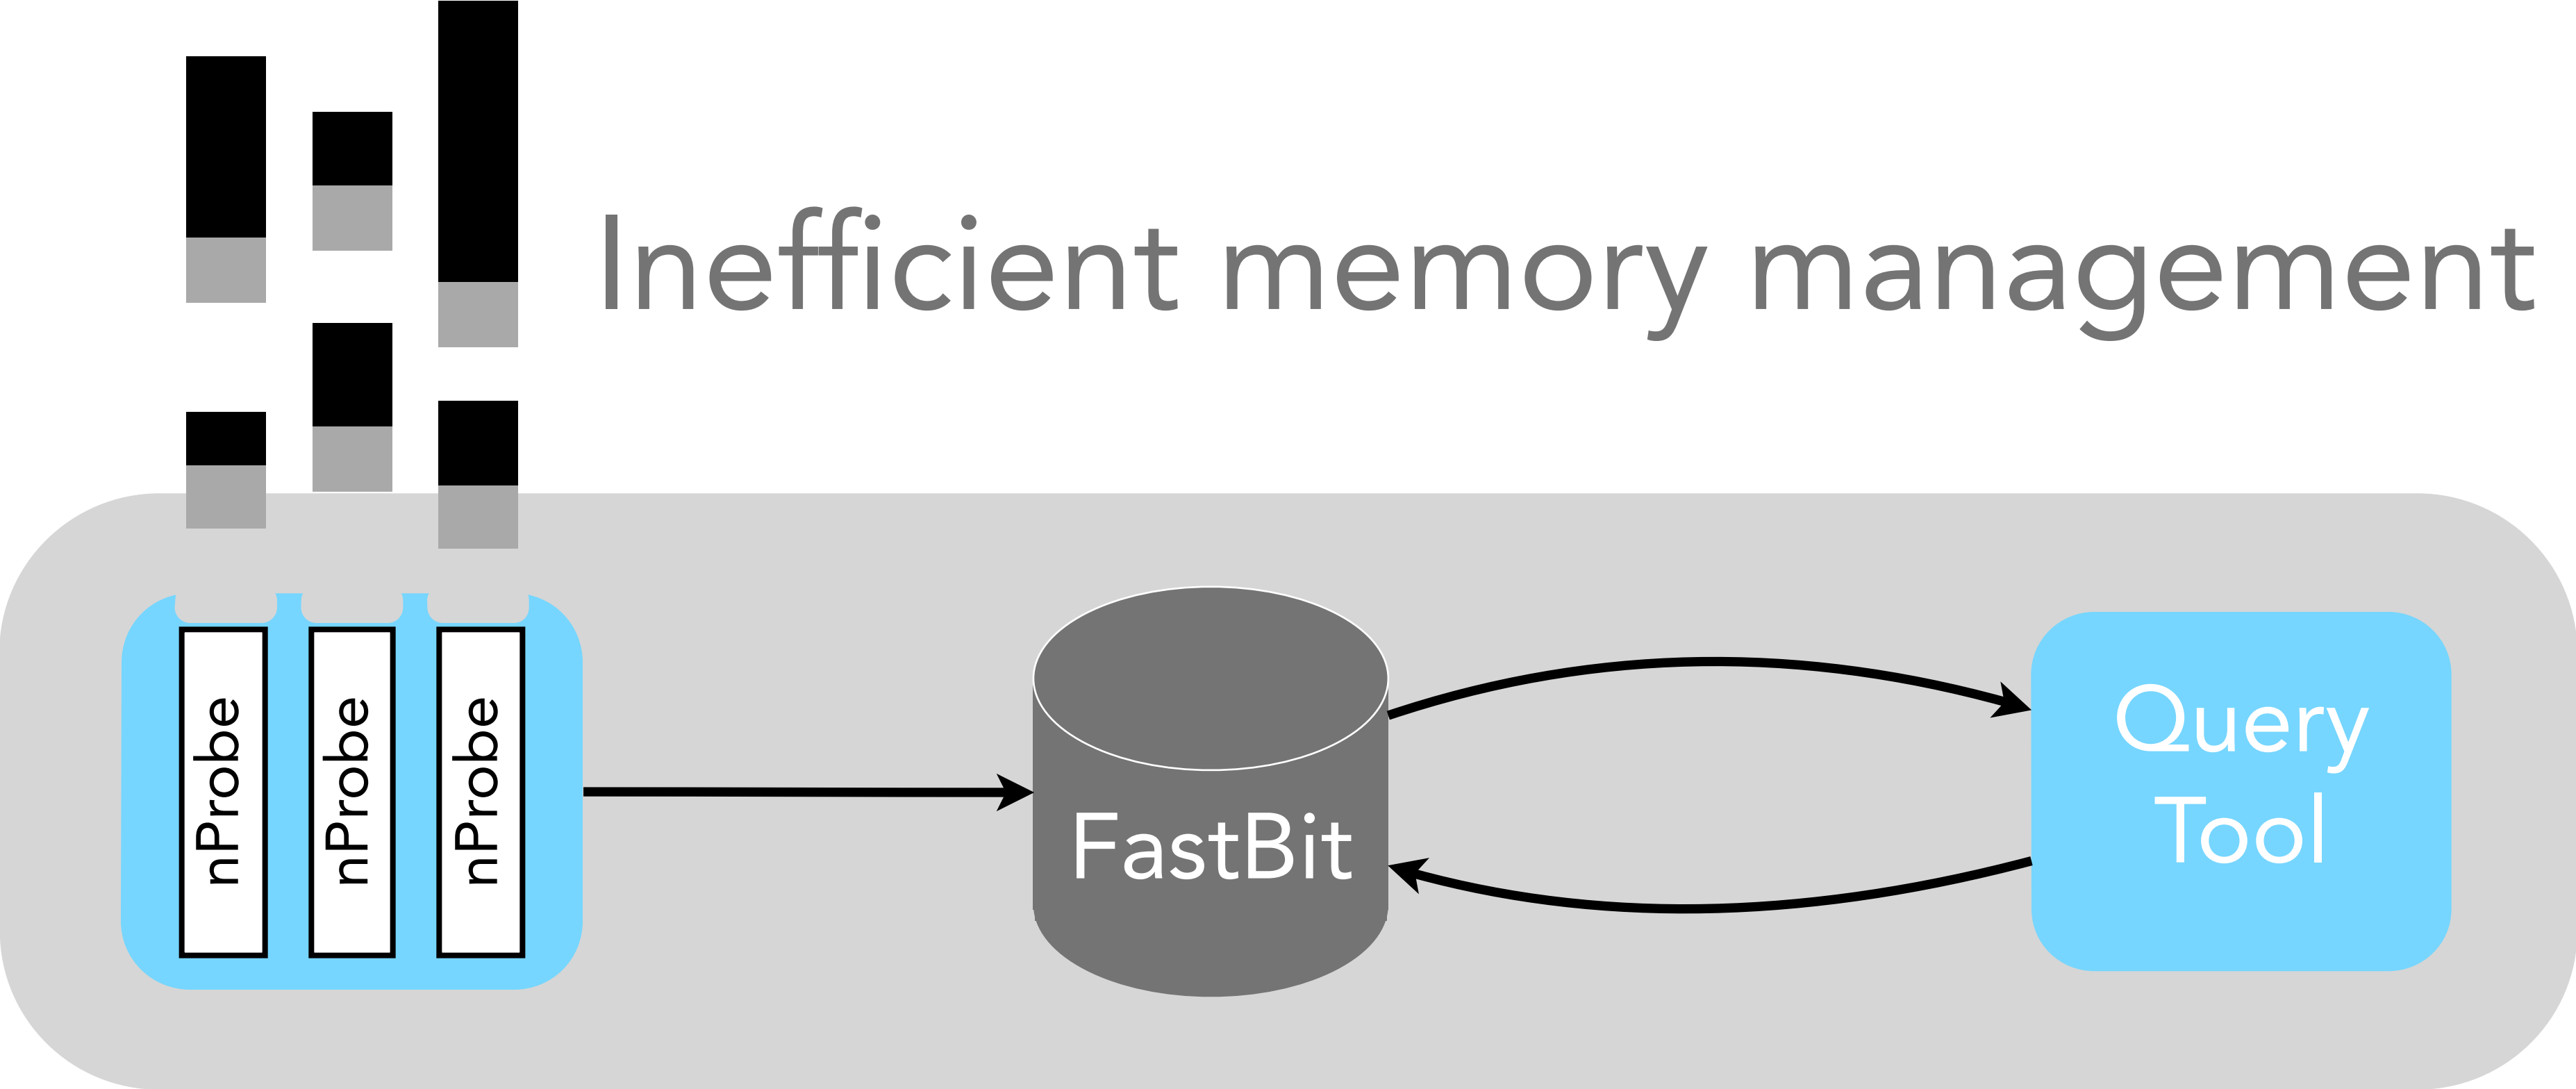 Inefficient memory management
nProbe
nProbe
nProbe
FastBit
Query
Tool